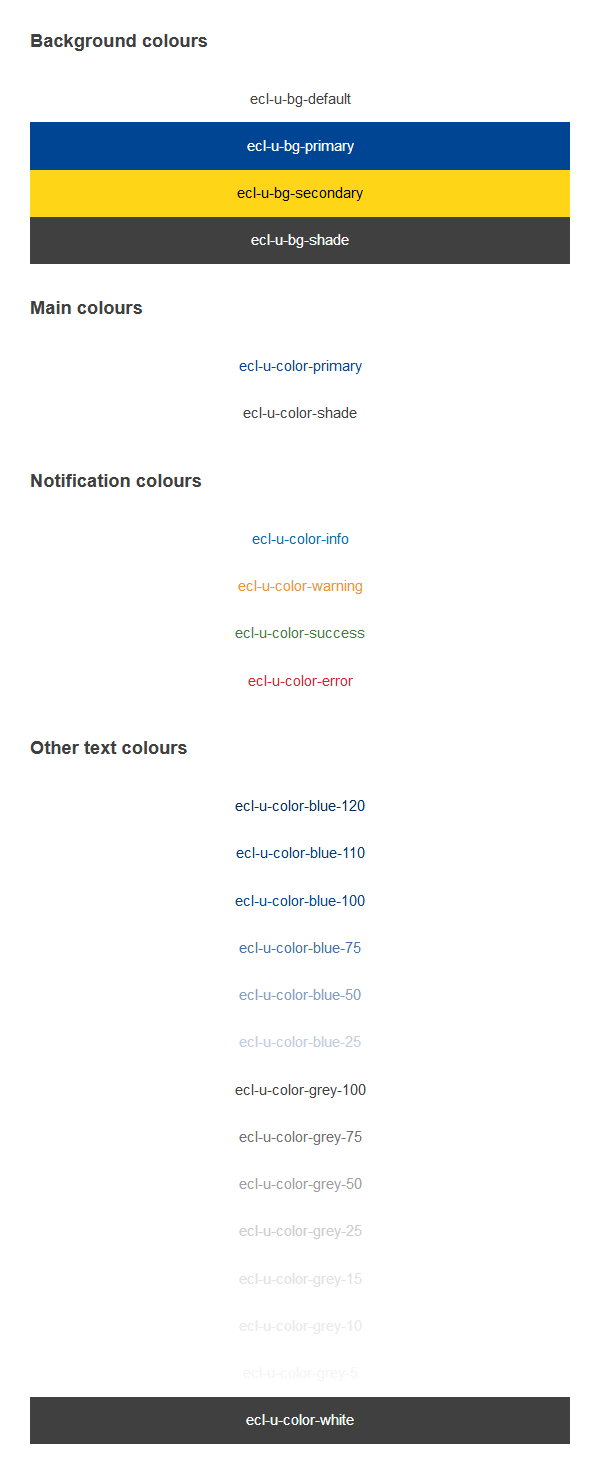 Background colours
ecl-u-bg-default
ecl-u-bg-primary
ecl-u-bg-secondary
ecl-u-bg-shade
Main colours
ecl-u-color-primary
ecl-u-color-shade
Notification colours
ecl-u-color-info
ecl-u-color-warning
ecl-u-color-success
ecl-u-color-error
Other text colours
ecl-u-color-blue-120
ecl-u-color-blue-110
ecl-u-color-blue-100
ecl-u-color-blue-75
ecl-u-color-blue-50
ecl-u-color-blue-25
ecl-u-color-grey-100
ecl-u-color-grey-75
ecl-u-color-grey-50
ecl-u-color-grey-25
ecl-u-color-grey-15
ecl-u-color-grey-10
ecl-u-color-grey-5
ecl-u-color-white